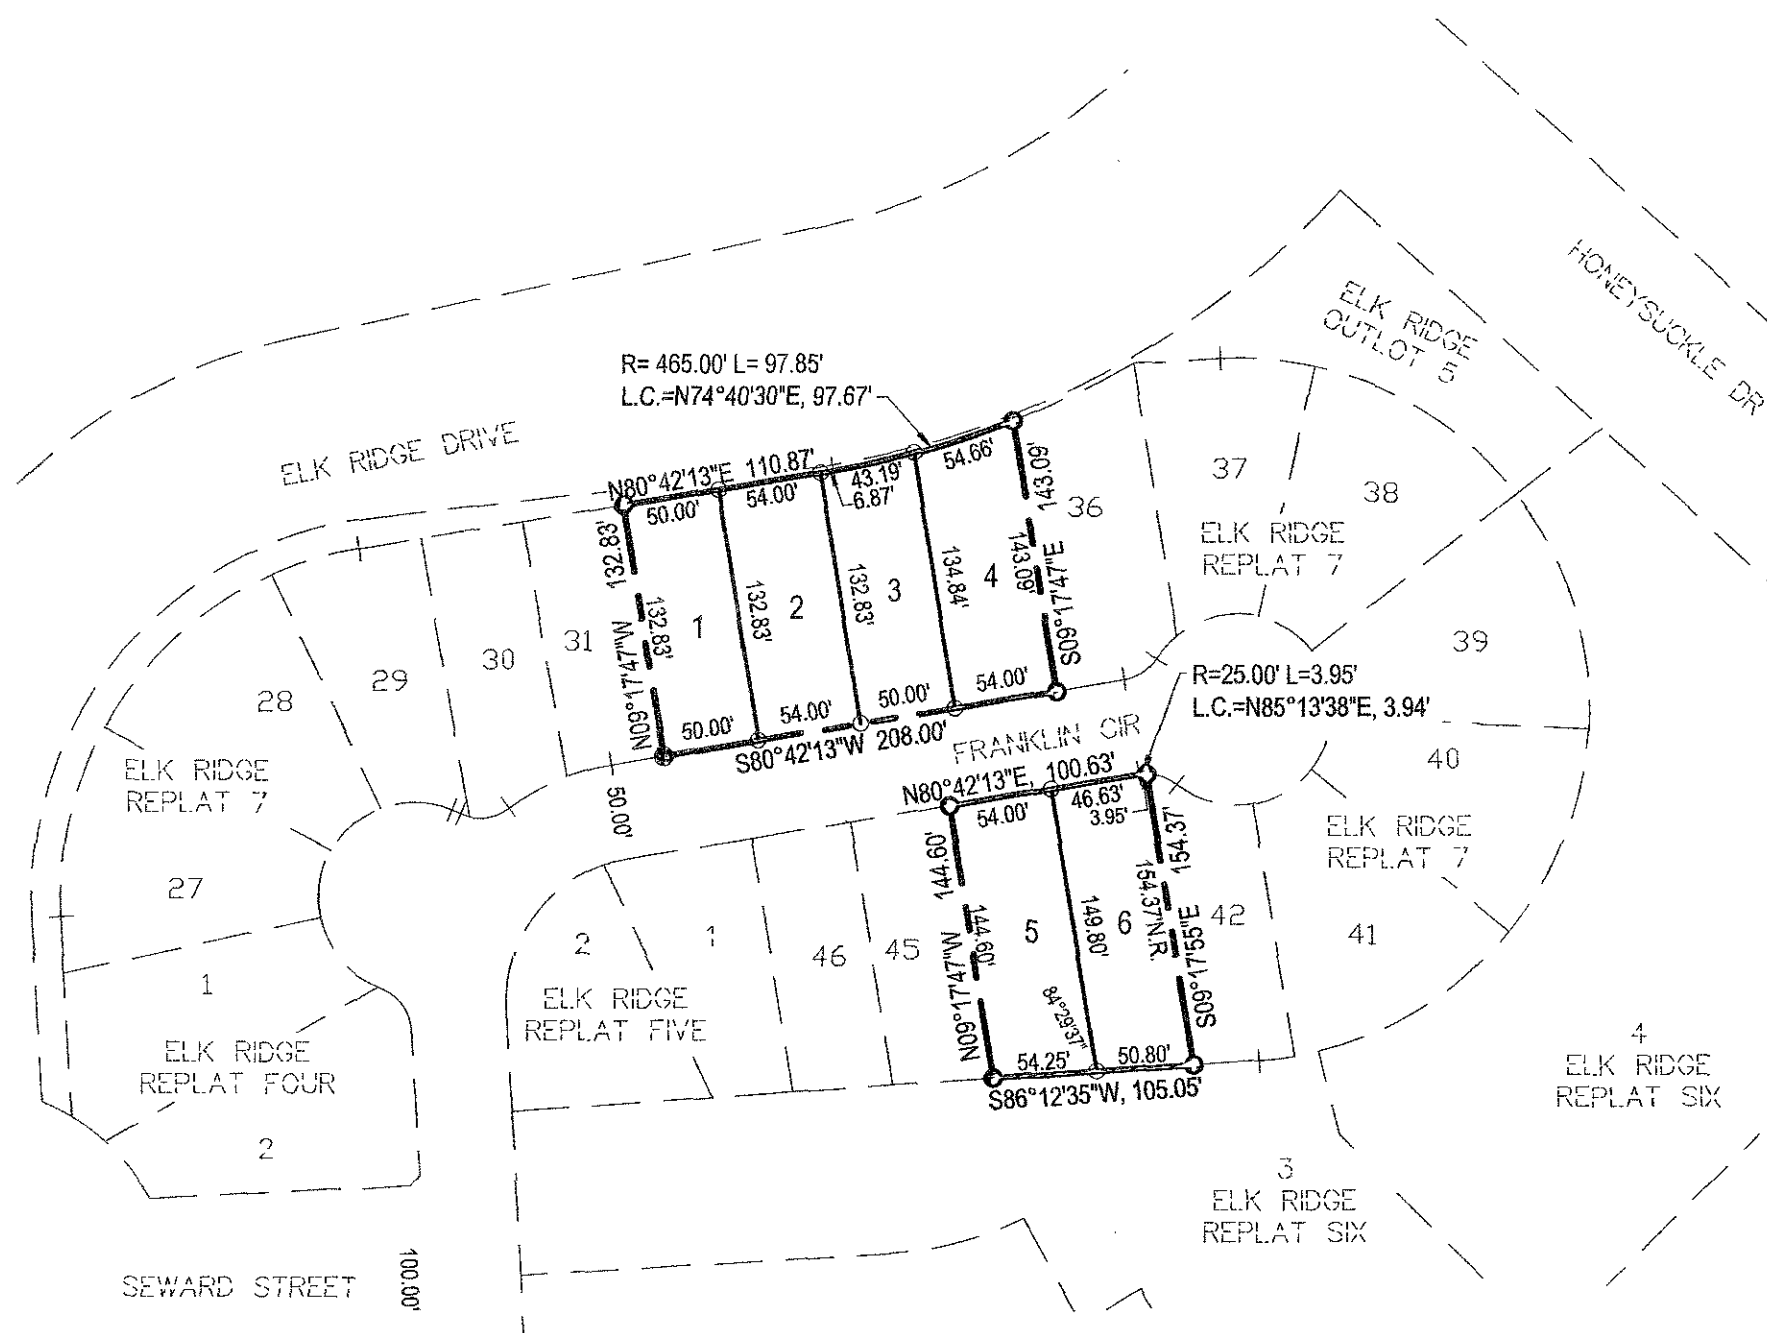 HONEYSUCKLE DR
ELK RIDGE
OUTLOT 5
R= 465.00' L= 97.85'
L.C.=N74°40'30"E, 97.67'
ELK RIDGE DRIVE
N80°42'13"E 110.87'
50.00'
54.00'
43.19'
6.87'
54.66'
N09°17'47"W 132.83'
132.83'
132.83'
132.83'
134.84'
143.09'
S09°17'47"E 143.09'
1
2
3
4
50.00'
54.00'
50.00'
54.00'
S80°42'13"W 208.00'
36
37
38
ELK RIDGE
REPLAT 7
39
31
30
29
28
ELK RIDGE
REPLAT 7
27
R=25.00' L=3.95'
L.C.=N85°13'38"E, 3.94'
FRANKLIN CIR
50.00'
N80°42'13"E, 100.63'
54.00'
46.63'
3.95'
N09°17'47"W 144.60'
144.60'
149.80'
84°29'37"
154.37'N.R.
S09°17'55"E 154.37'
5
6
54.25'
50.80'
S86°12'35"W, 105.05'
40
ELK RIDGE
REPLAT 7
42
41
45
46
1
2
ELK RIDGE
REPLAT FIVE
1
ELK RIDGE
REPLAT FOUR
2
4
ELK RIDGE
REPLAT SIX
3
ELK RIDGE
REPLAT SIX
SEWARD STREET
100.00'